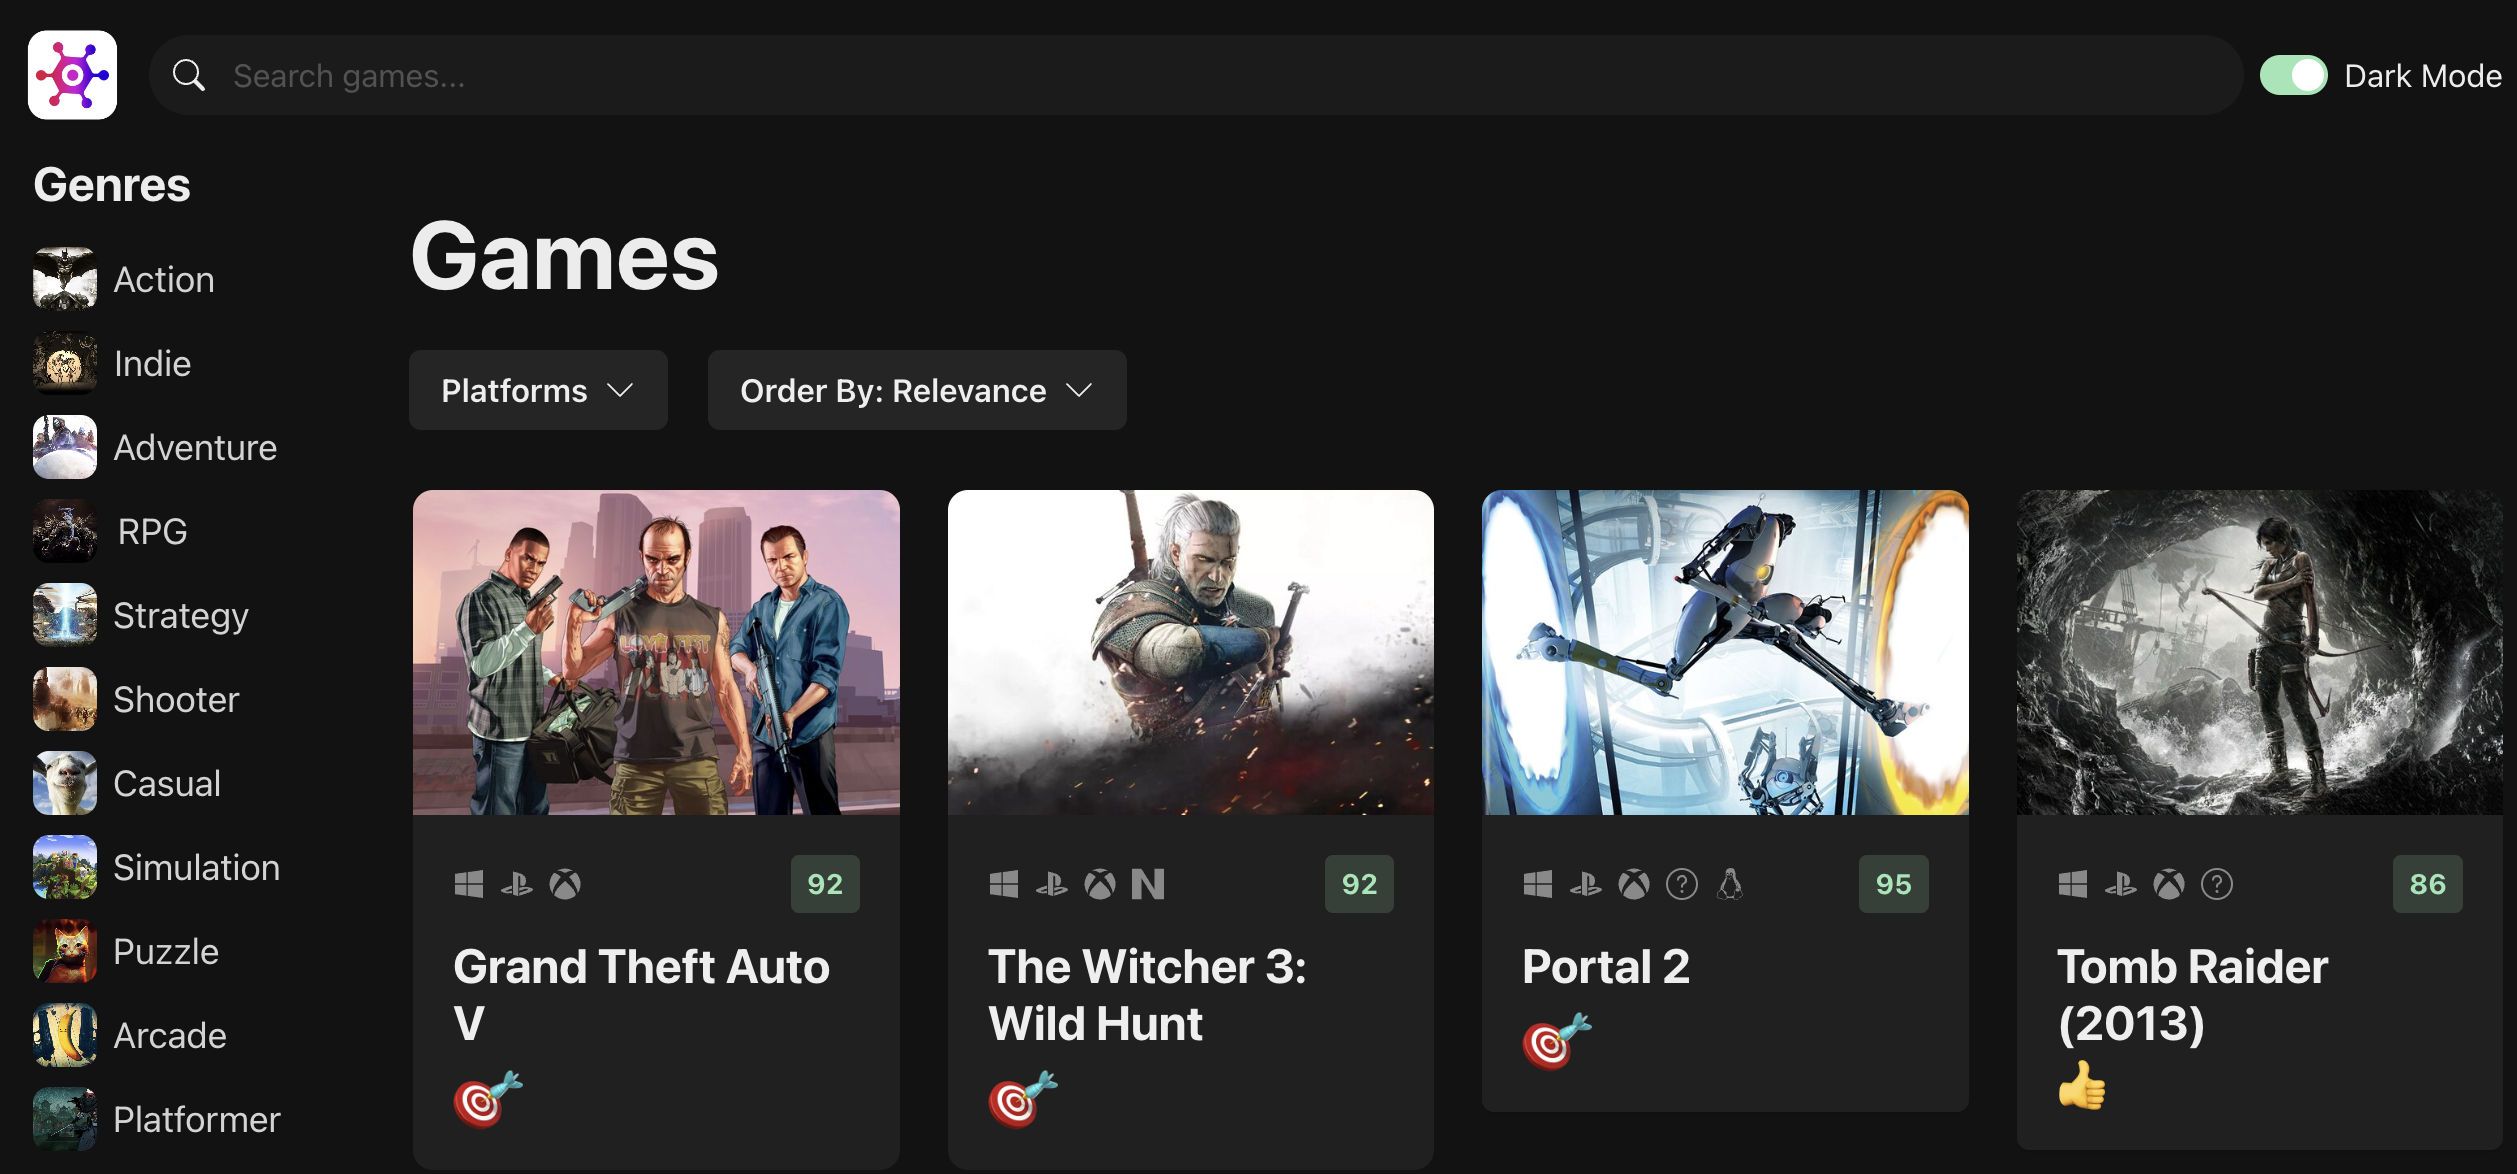 Search games...
Dark Mode
Genres
Action
Indie
Adventure
RPG
Strategy
Shooter
Casual
Simulation
Puzzle
Arcade
Platformer
Games
Platforms
Order By: Relevance
LOVE FIST
92
Grand Theft Auto
V
92
The Witcher 3:
Wild Hunt
95
Portal 2
86
Tomb Raider
(2013)